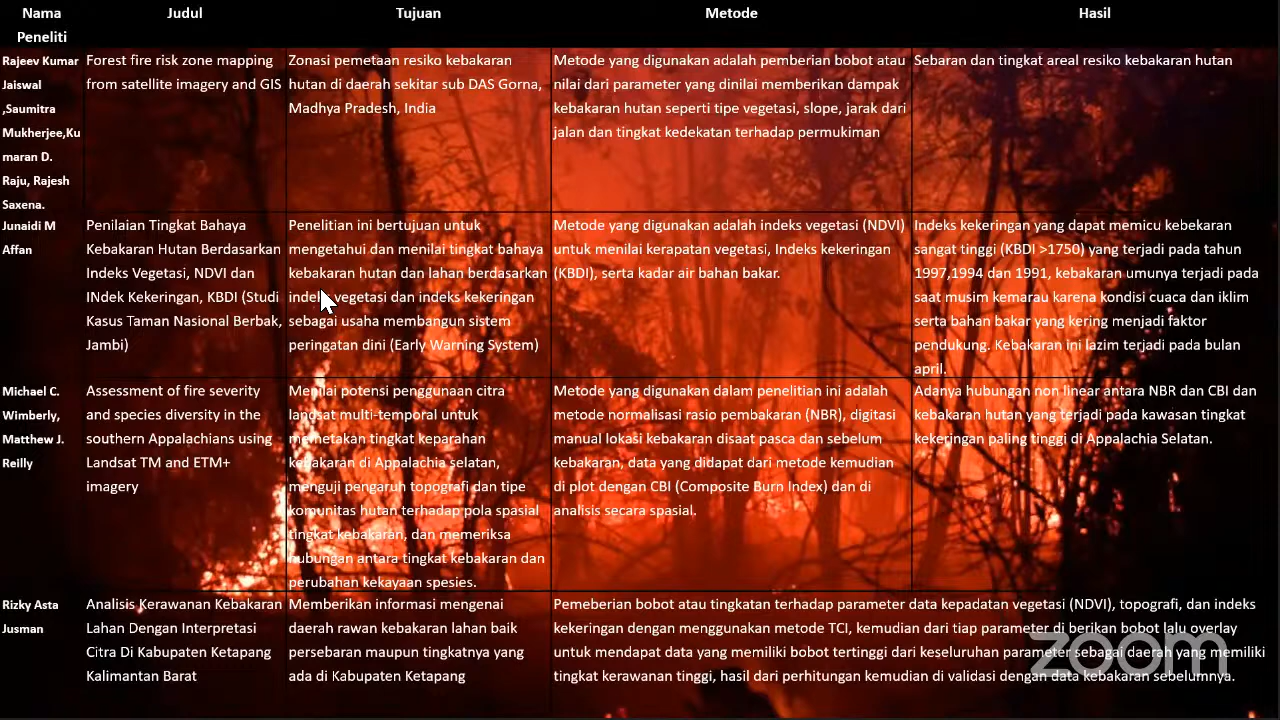 Nama
Peneliti
Judul
Tujuan
Metode
Hasil
Rajeev Kumar
Jaiswal
,Saumitra
Mukherjee,Ku
maran D.
Raju, Rajesh
Saxena.
Forest fire risk zone mapping
from satellite imagery and GIS
Zonasi pemetaan resiko kebakaran
hutan di daerah sekitar sub DAS Gorna,
Madhya Pradesh, India
Metode yang digunakan adalah pemberian bobot atau
nilai dari parameter yang dinilai memberikan dampak
kebakaran hutan seperti tipe vegetasi, slope, jarak dari
jalan dan tingkat kedekatan terhadap permukiman
Sebaran dan tingkat areal resiko kebakaran hutan
Junaidi M
Affan
Penilaian Tingkat Bahaya
Kebakaran Hutan Berdasarkan
Indeks Vegetasi, NDVI dan
INdek Kekeringan, KBDI (Studi
Kasus Taman Nasional Berbak,
Jambi)
Penelitian ini bertujuan untuk
mengetahui dan menilai tingkat bahaya
kebakaran hutan dan lahan berdasarkan
indeks vegetasi dan indeks kekeringan
sebagai usaha membangun sistem
peringatan dini (Early Warning System)
Metode yang digunakan adalah indeks vegetasi (NDVI)
untuk menilai kerapatan vegetasi, Indeks kekeringan
(KBDI), serta kadar air bahan bakar.
Indeks kekeringan yang dapat memicu kebekaran
sangat tinggi (KBDI >1750) yang terjadi pada tahun
1997,1994 dan 1991, kebakaran umunya terjadi pada
saat musim kemarau karena kondisi cuaca dan iklim
serta bahan bakar yang kering menjadi faktor
pendukung. Kebakaran ini lazim terjadi pada bulan
april.
Michael C.
Wimberly,
Matthew J.
Reilly
Assessment of fire severity
and species diversity in the
southern Appalachians using
Landsat TM and ETM+
imagery
Menilai potensi penggunaan citra
landsat multi-temporal untuk
memetakan tingkat keparahan
kebakaran di Appalachia selatan,
menguji pengaruh topografi dan tipe
komunitas hutan terhadap pola spasial
tingkat kebakaran, dan memeriksa
hubungan antara tingkat kebakaran dan
perubahan kekayaan spesies.
Metode yang digunakan dalam penelitian ini adalah
metode normalisasi rasio pembakaran (NBR), digitasi
manual lokasi kebakaran disaat pasca dan sebelum
kebakaran, data yang didapat dari metode kemudian
di plot dengan CBI (Composite Burn Index) dan di
analisis secara spasial.
Adanya hubungan non linear antara NBR dan CBI dan
kebakaran hutan yang terjadi pada kawasan tingkat
kekeringan paling tinggi di Appalachia Selatan.
Rizky Asta
Jusman
Analisis Kerawanan Kebakaran
Lahan Dengan Interpretasi
Citra Di Kabupaten Ketapang
Kalimantan Barat
Memberikan informasi mengenai
daerah rawan kebakaran lahan baik
persebaran maupun tingkatnya yang
ada di Kabupaten Ketapang
Pemeberian bobot atau tingkatan terhadap parameter data kepadatan vegetasi (NDVI), topografi, dan indeks
kekeringan dengan menggunakan metode TCI, kemudian dari tiap parameter di berikan bobot lalu overlay
untuk mendapat data yang memiliki bobot tertinggi dari keseluruhan parameter sebagai daerah yang memiliki
tingkat kerawanan tinggi, hasil dari perhitungan kemudian di validasi dengan data kebakaran sebelumnya.
zoom